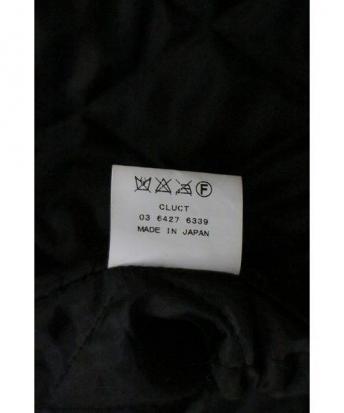 F
CLUCT
03 6427 6339
MADE IN JAPAN